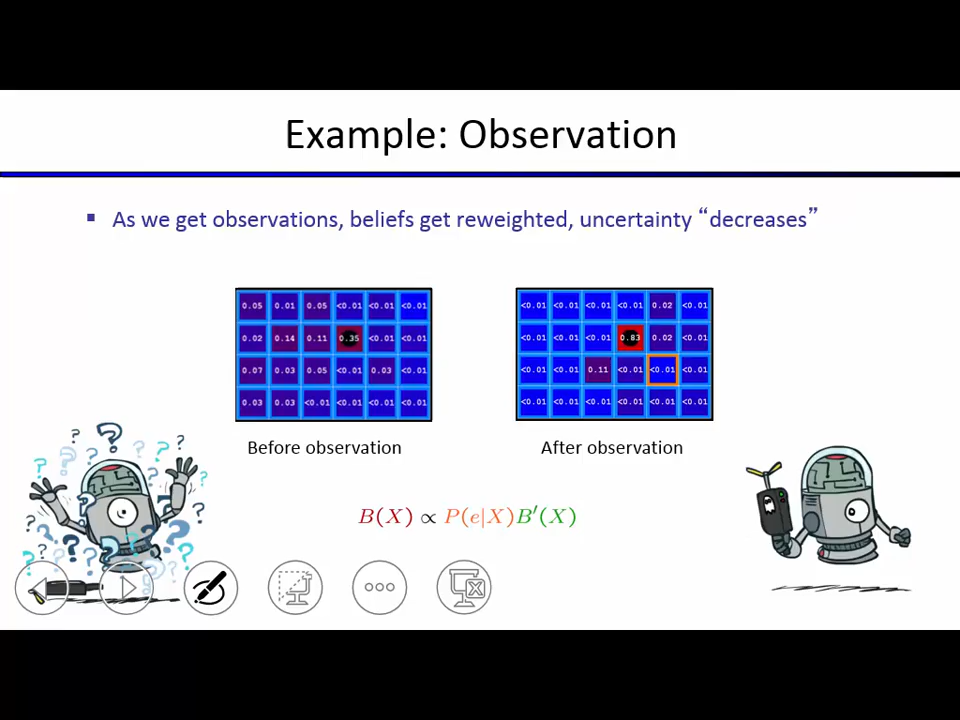 Example: Observation
▪ As we get observations, beliefs get reweighted, uncertainty “decreases”
0.05 0.01 0.05 <0.01 <0.01 <0.01
0.02 0.14 0.11 0.35 <0.01 <0.01
0.07 0.03 0.05 <0.01 0.03 <0.01
0.03 0.03 <0.01 <0.01 <0.01 <0.01
Before observation
<0.01 <0.01 <0.01 <0.01 0.02 <0.01
<0.01 <0.01 <0.01 0.83 0.02 <0.01
<0.01 <0.01 0.11 <0.01 <0.01 <0.01
<0.01 <0.01 <0.01 <0.01 <0.01 <0.01
After observation
B(X) ∝ P(e|X)B′(X)